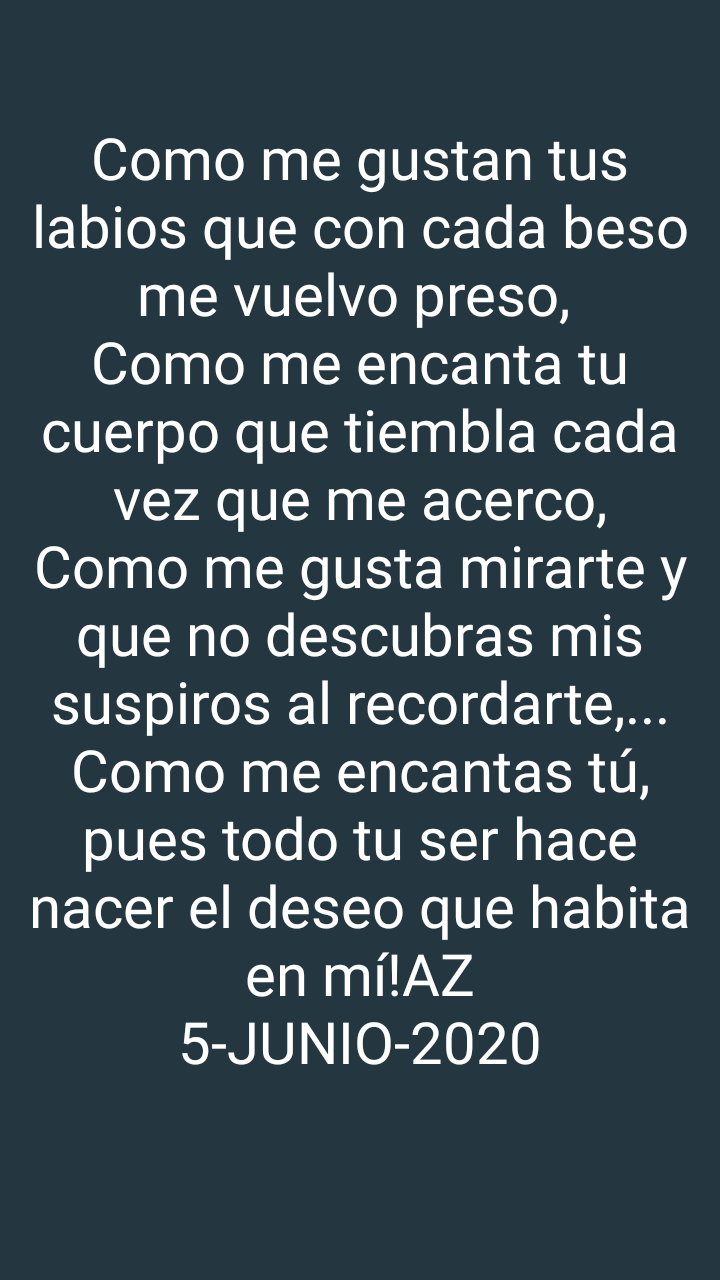 Como me gustan tus
labios que con cada beso
me vuelvo preso,
Como me encanta tu
cuerpo que tiembla cada
vez que me acerco,
Como me gusta mirarte y
que no descubras mis
suspiros al recordarte,...
Como me encantas tú,
pues todo tu ser hace
nacer el deseo que habita
en mí!AZ
5-JUNIO-2020